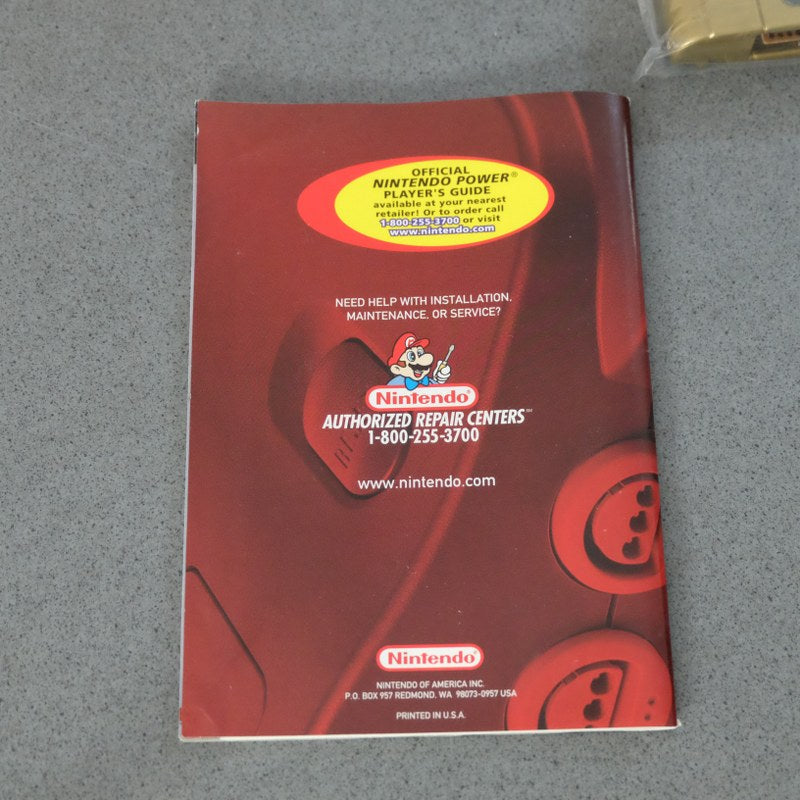 OFFICIAL
NINTENDO POWER®
PLAYER'S GUIDE
available at your nearest
retailer! Or to order call
1-800-255-3700 or visit
www.nintendo.com
NEED HELP WITH INSTALLATION,
MAINTENANCE, OR SERVICE?
Nintendo®
AUTHORIZED REPAIR CENTERS℠
1-800-255-3700
www.nintendo.com
Nintendo®
NINTENDO OF AMERICA INC.
P.O. BOX 957 REDMOND, WA 98073-0957 USA
PRINTED IN U.S.A.